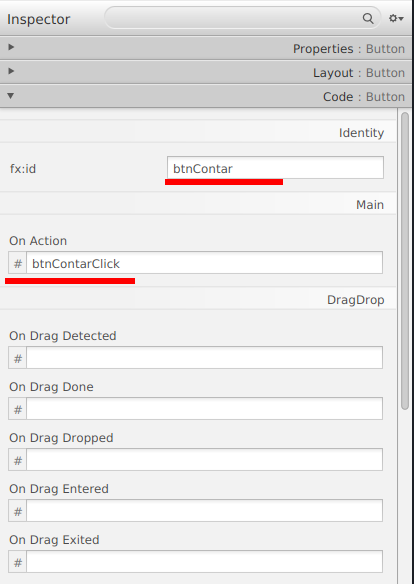 Inspector
Properties : Button
Layout : Button
Code : Button
Identity
fx:id btnContar
Main
On Action
# btnContarClick
DragDrop
On Drag Detected
#
On Drag Done
#
On Drag Dropped
#
On Drag Entered
#
On Drag Exited
#